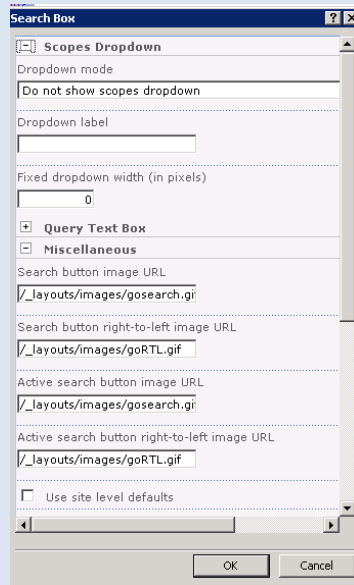 Search Box
Scopes Dropdown
Dropdown mode
Do not show scopes dropdown
Dropdown label
Fixed dropdown width (in pixels)
0
Query Text Box
Miscellaneous
Search button image URL
/_layouts/images/gosearch.gi
Search button right-to-left image URL
/_layouts/images/goRTL.gif
Active search button image URL
/_layouts/images/gosearch.gi
Active search button right-to-left image URL
/_layouts/images/goRTL.gif
Use site level defaults
OK Cancel